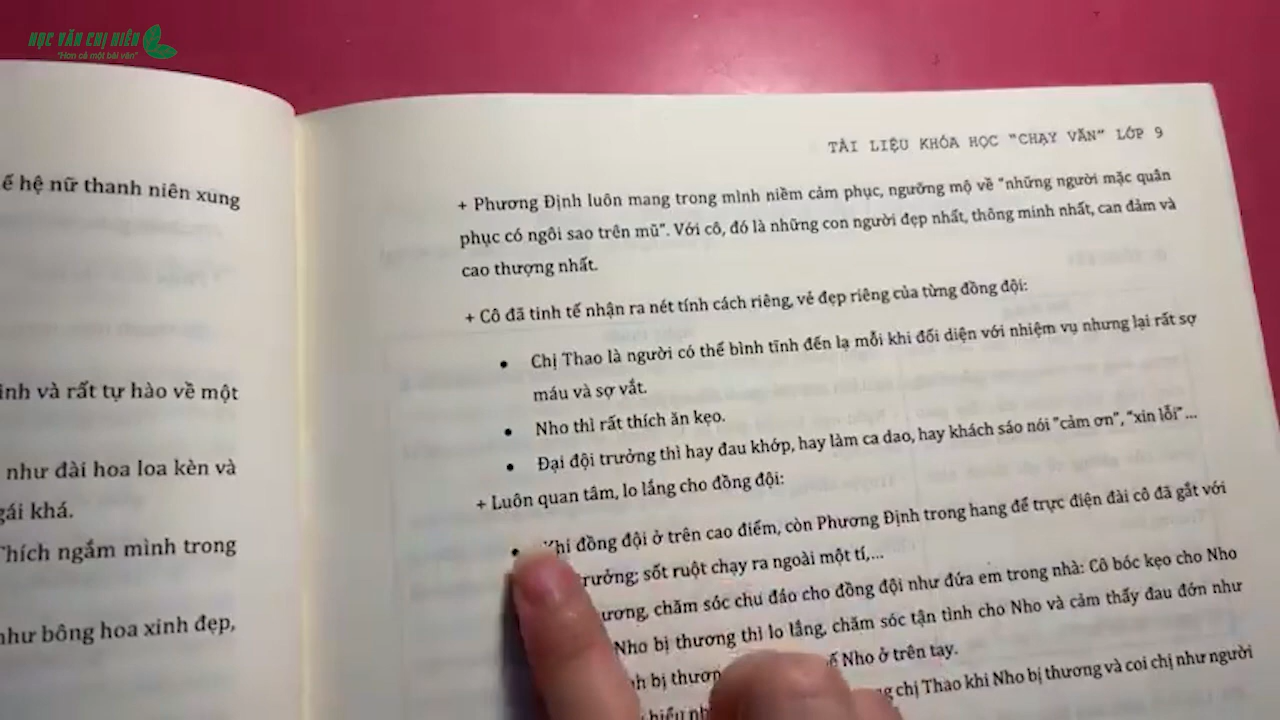 HỌC VĂN CHỊ HIÊN
"Hơn cả một bài văn"
TÀI LIỆU KHÓA HỌC "CHẠY VĂN" LỚP 9
hệ nữ thanh niên xung
và rất tự hào về một
như đài hoa loa kèn và
gái khá.
Thích ngắm mình trong
như bông hoa xinh đẹp,
+ Phương Định luôn mang trong mình niềm cảm phục, ngưỡng mộ về "những người mặc quân
phục có ngôi sao trên mũ". Với cô, đó là những con người đẹp nhất, thông minh nhất, can đảm và
cao thượng nhất.
+ Cô đã tinh tế nhận ra nét tính cách riêng, vẻ đẹp riêng của từng đồng đội:
• Chị Thao là người có thể bình tĩnh đến lạ mỗi khi đối diện với nhiệm vụ nhưng lại rất sợ
máu và sợ vắt.
• Nho thì rất thích ăn kẹo.
• Đại đội trưởng thì hay đau khớp, hay làm ca dao, hay khách sáo nói "cảm ơn", "xin lỗi"...
+ Luôn quan tâm, lo lắng cho đồng đội:
• Khi đồng đội ở trên cao điểm, còn Phương Định trong hang để trực điện đài cô đã gắt với
trưởng; sốt ruột chạy ra ngoài một tí,...
chăm sóc chu đáo cho đồng đội như đứa em trong nhà: Cô bóc kẹo cho Nho
Nho bị thương thì lo lắng, chăm sóc tận tình cho Nho và cảm thấy đau đớn như
bị Nho ở trên tay.
chị Thao khi Nho bị thương và coi chị như người
hiểu